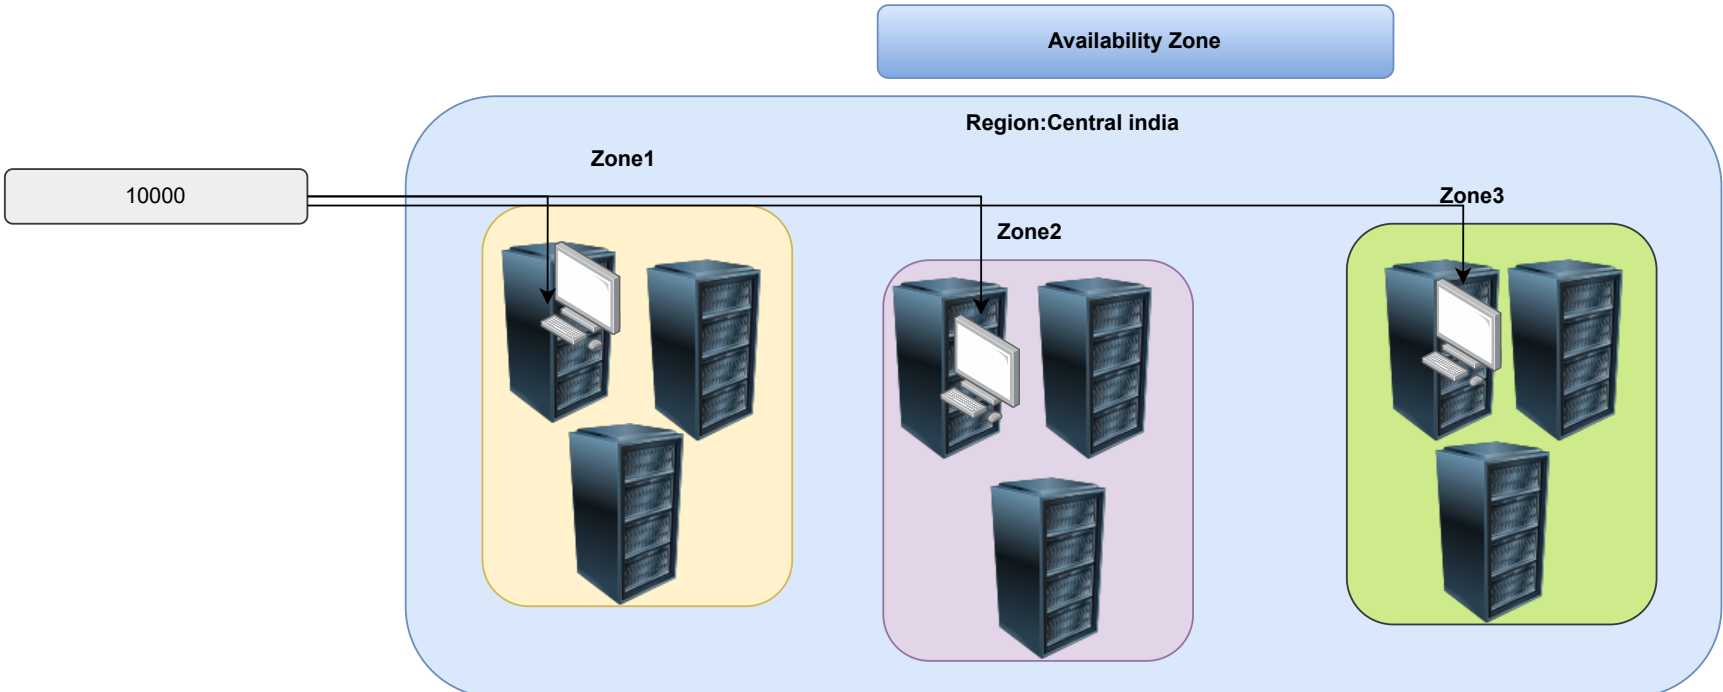 Availability Zone
Region:Central india
Zone1
10000
Zone3
Zone2